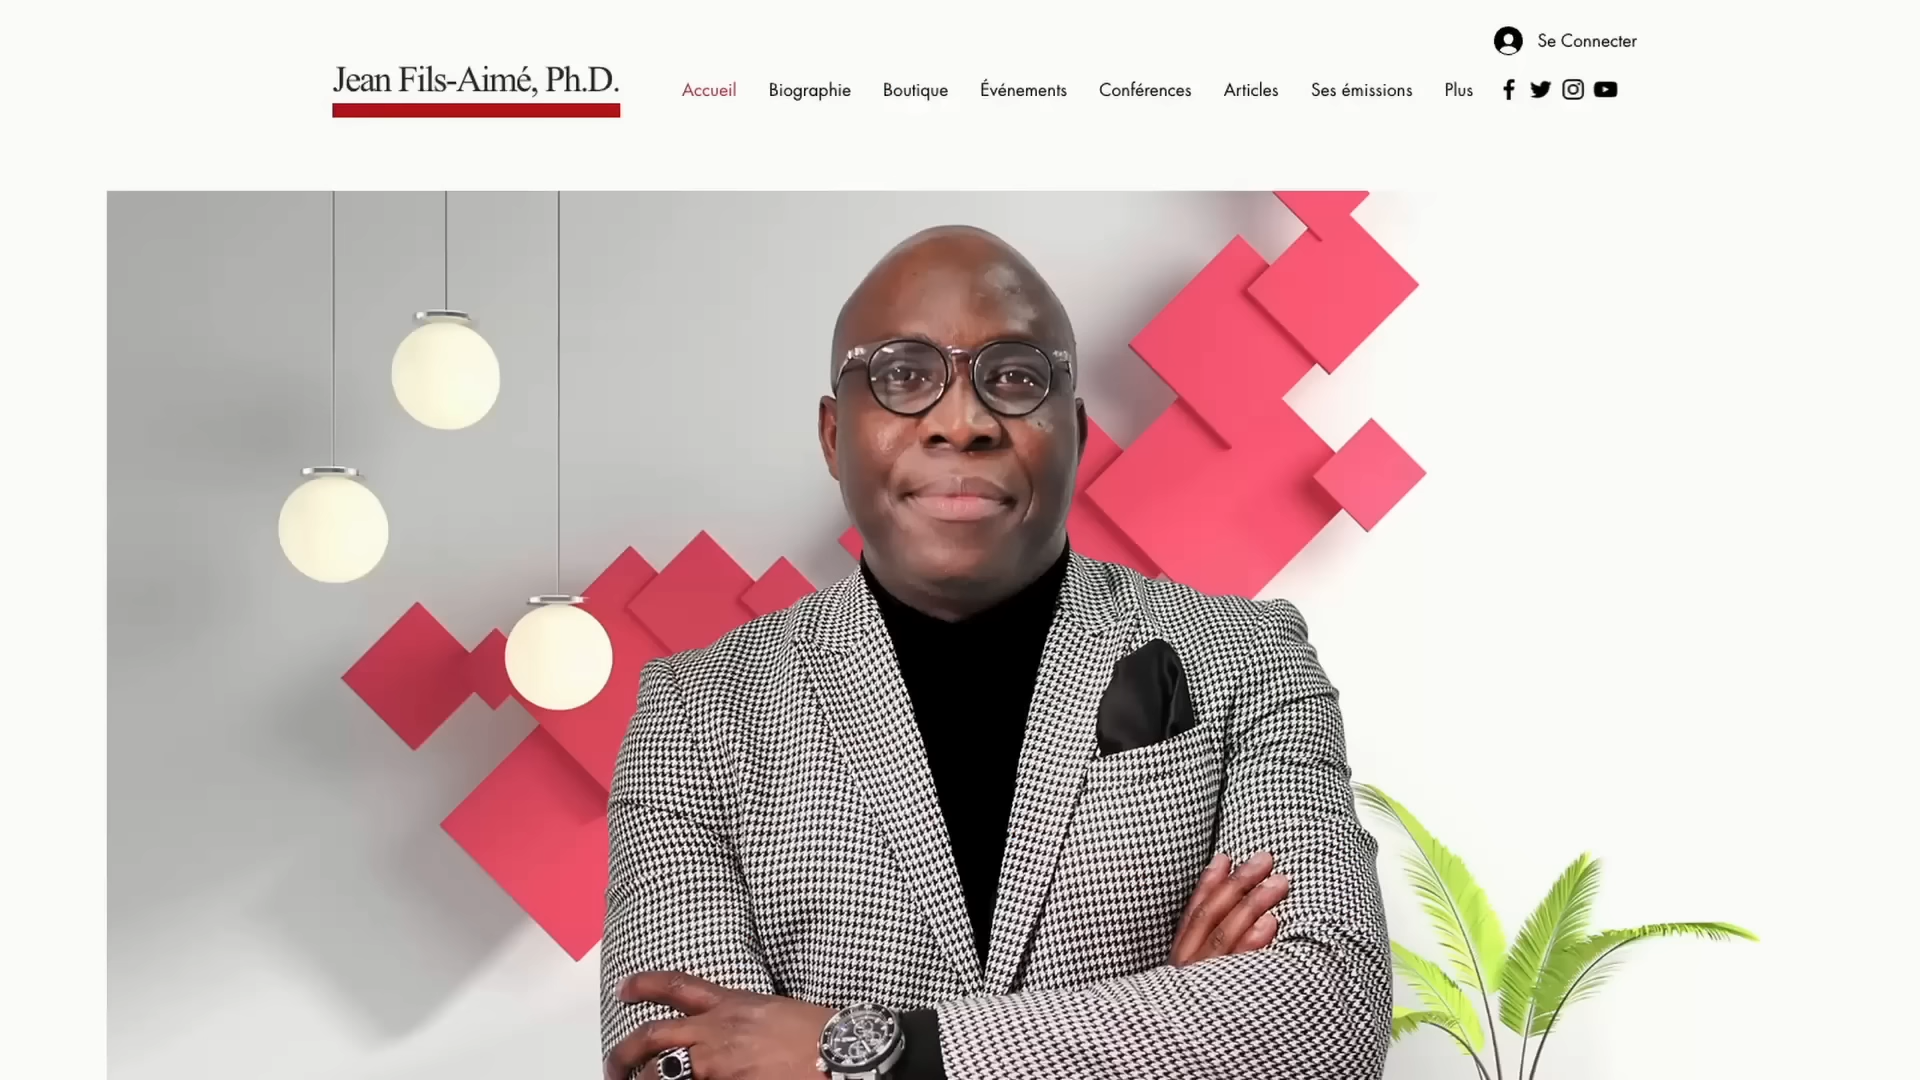 Se Connecter
Jean Fils-Aimé, Ph.D.
Accueil Biographie Boutique Événements Conférences Articles Ses émissions Plus